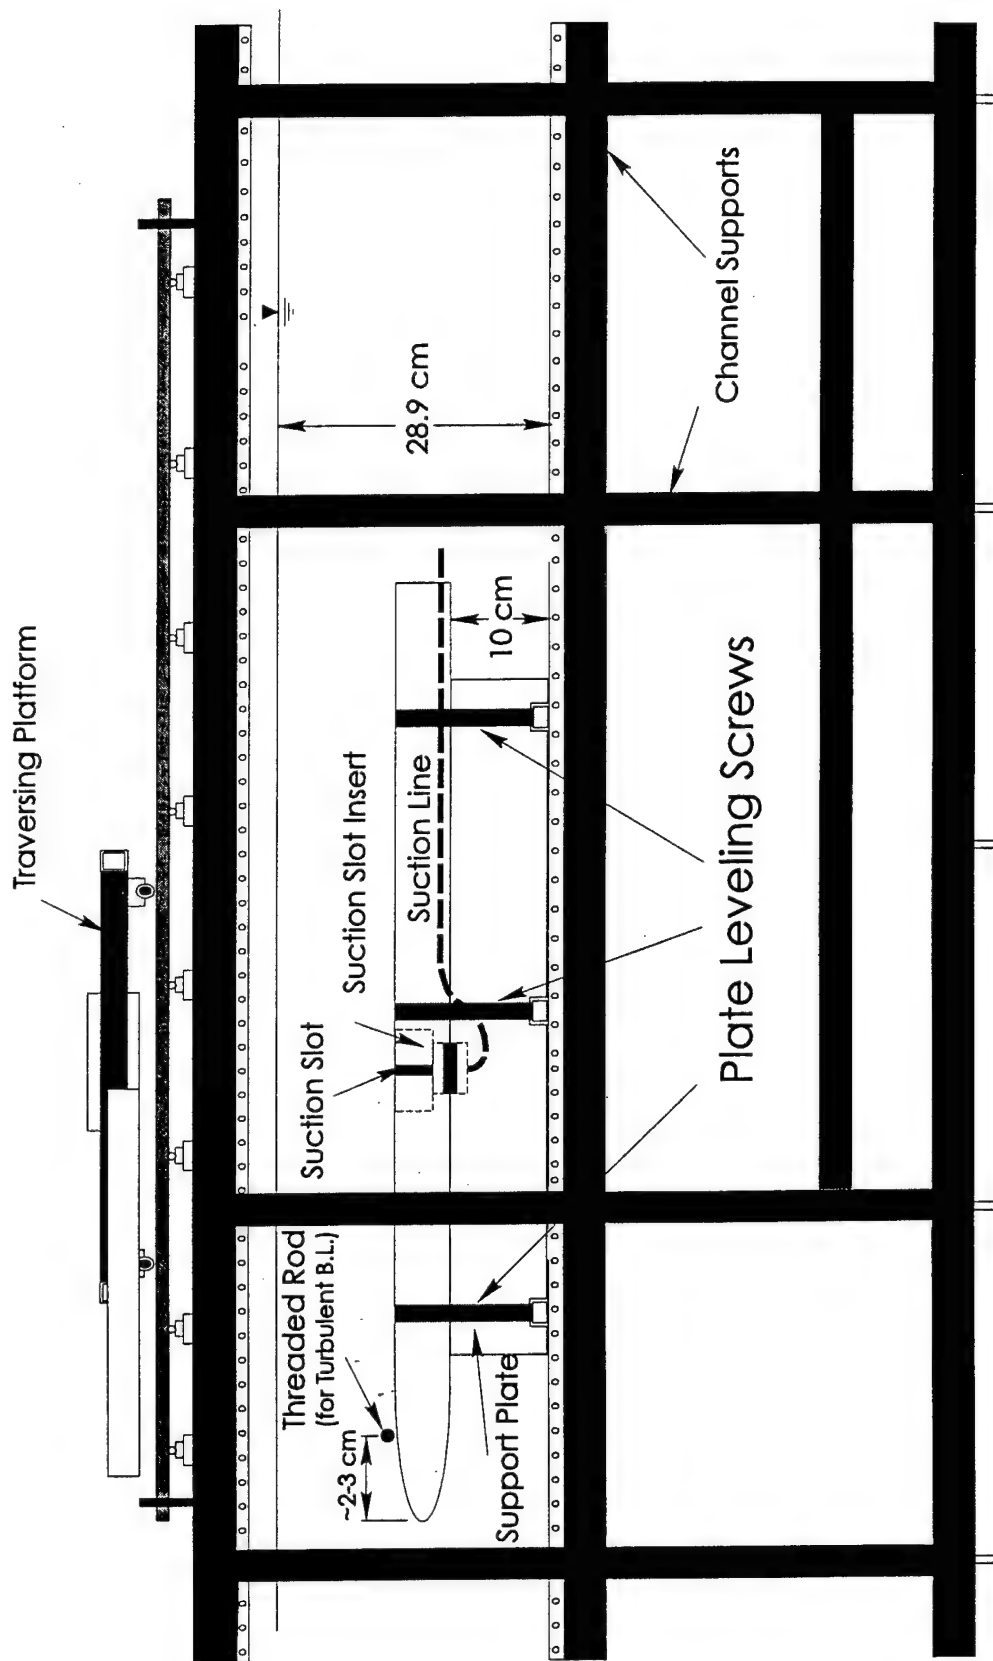 Traversing Platform
Threaded Rod
(for Turbulent B.L.)
~2-3 cm
Suction Slot
Suction Slot Insert
Suction Line
28.9 cm
10 cm
Support Plate
Plate Leveling Screws
Channel Supports